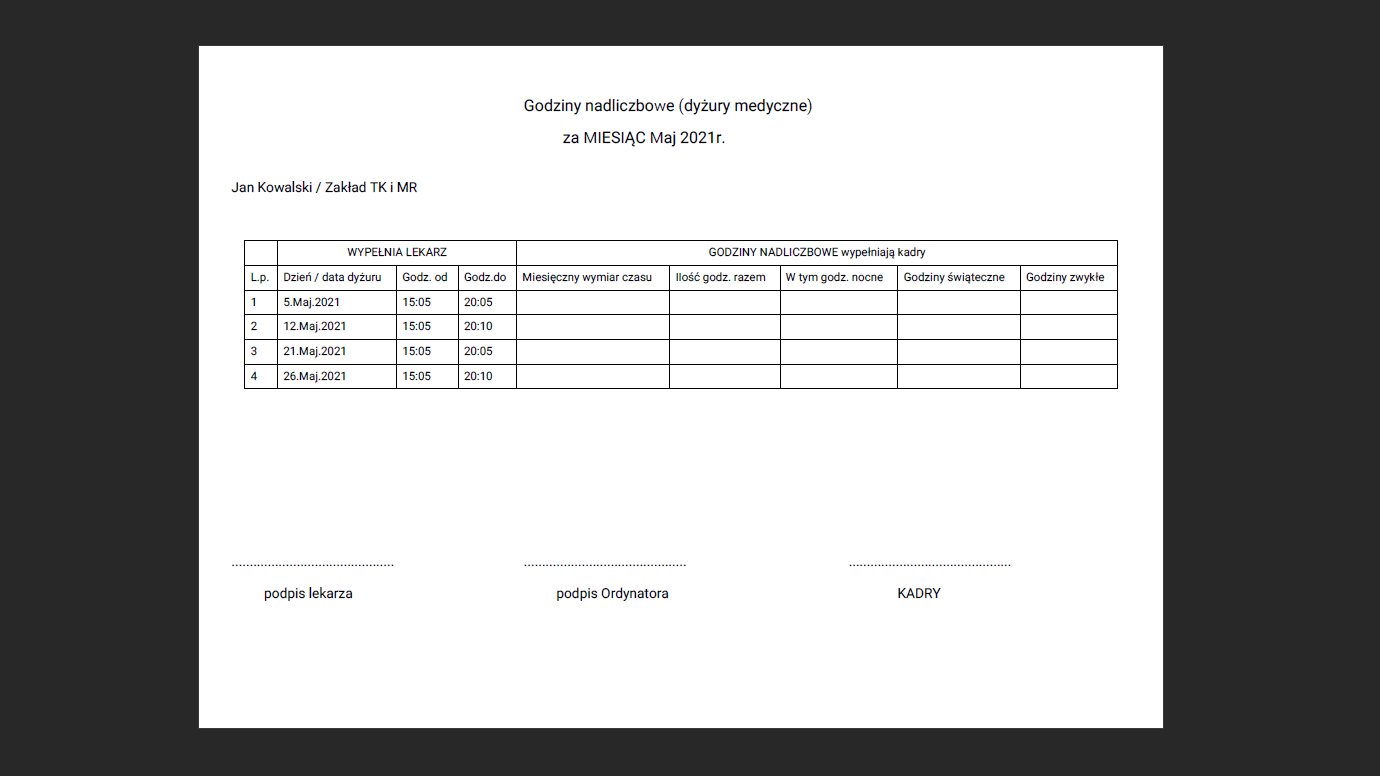 Godziny nadliczbowe (dyżury medyczne)
za MIESIĄC Maj 2021r.
Jan Kowalski / Zakład TK i MR
WYPEŁNIA LEKARZ GODZINY NADLICZBOWE wypełniają kadry
L.p. Dzień / data dyżuru Godz. od Godz.do Miesięczny wymiar czasu Ilość godz. razem W tym godz. nocne Godziny świąteczne Godziny zwykłe
1 5.Maj.2021 15:05 20:05
2 12.Maj.2021 15:05 20:10
3 21.Maj.2021 15:05 20:05
4 26.Maj.2021 15:05 20:10
............................................. ............................................. .............................................
podpis lekarza podpis Ordynatora KADRY